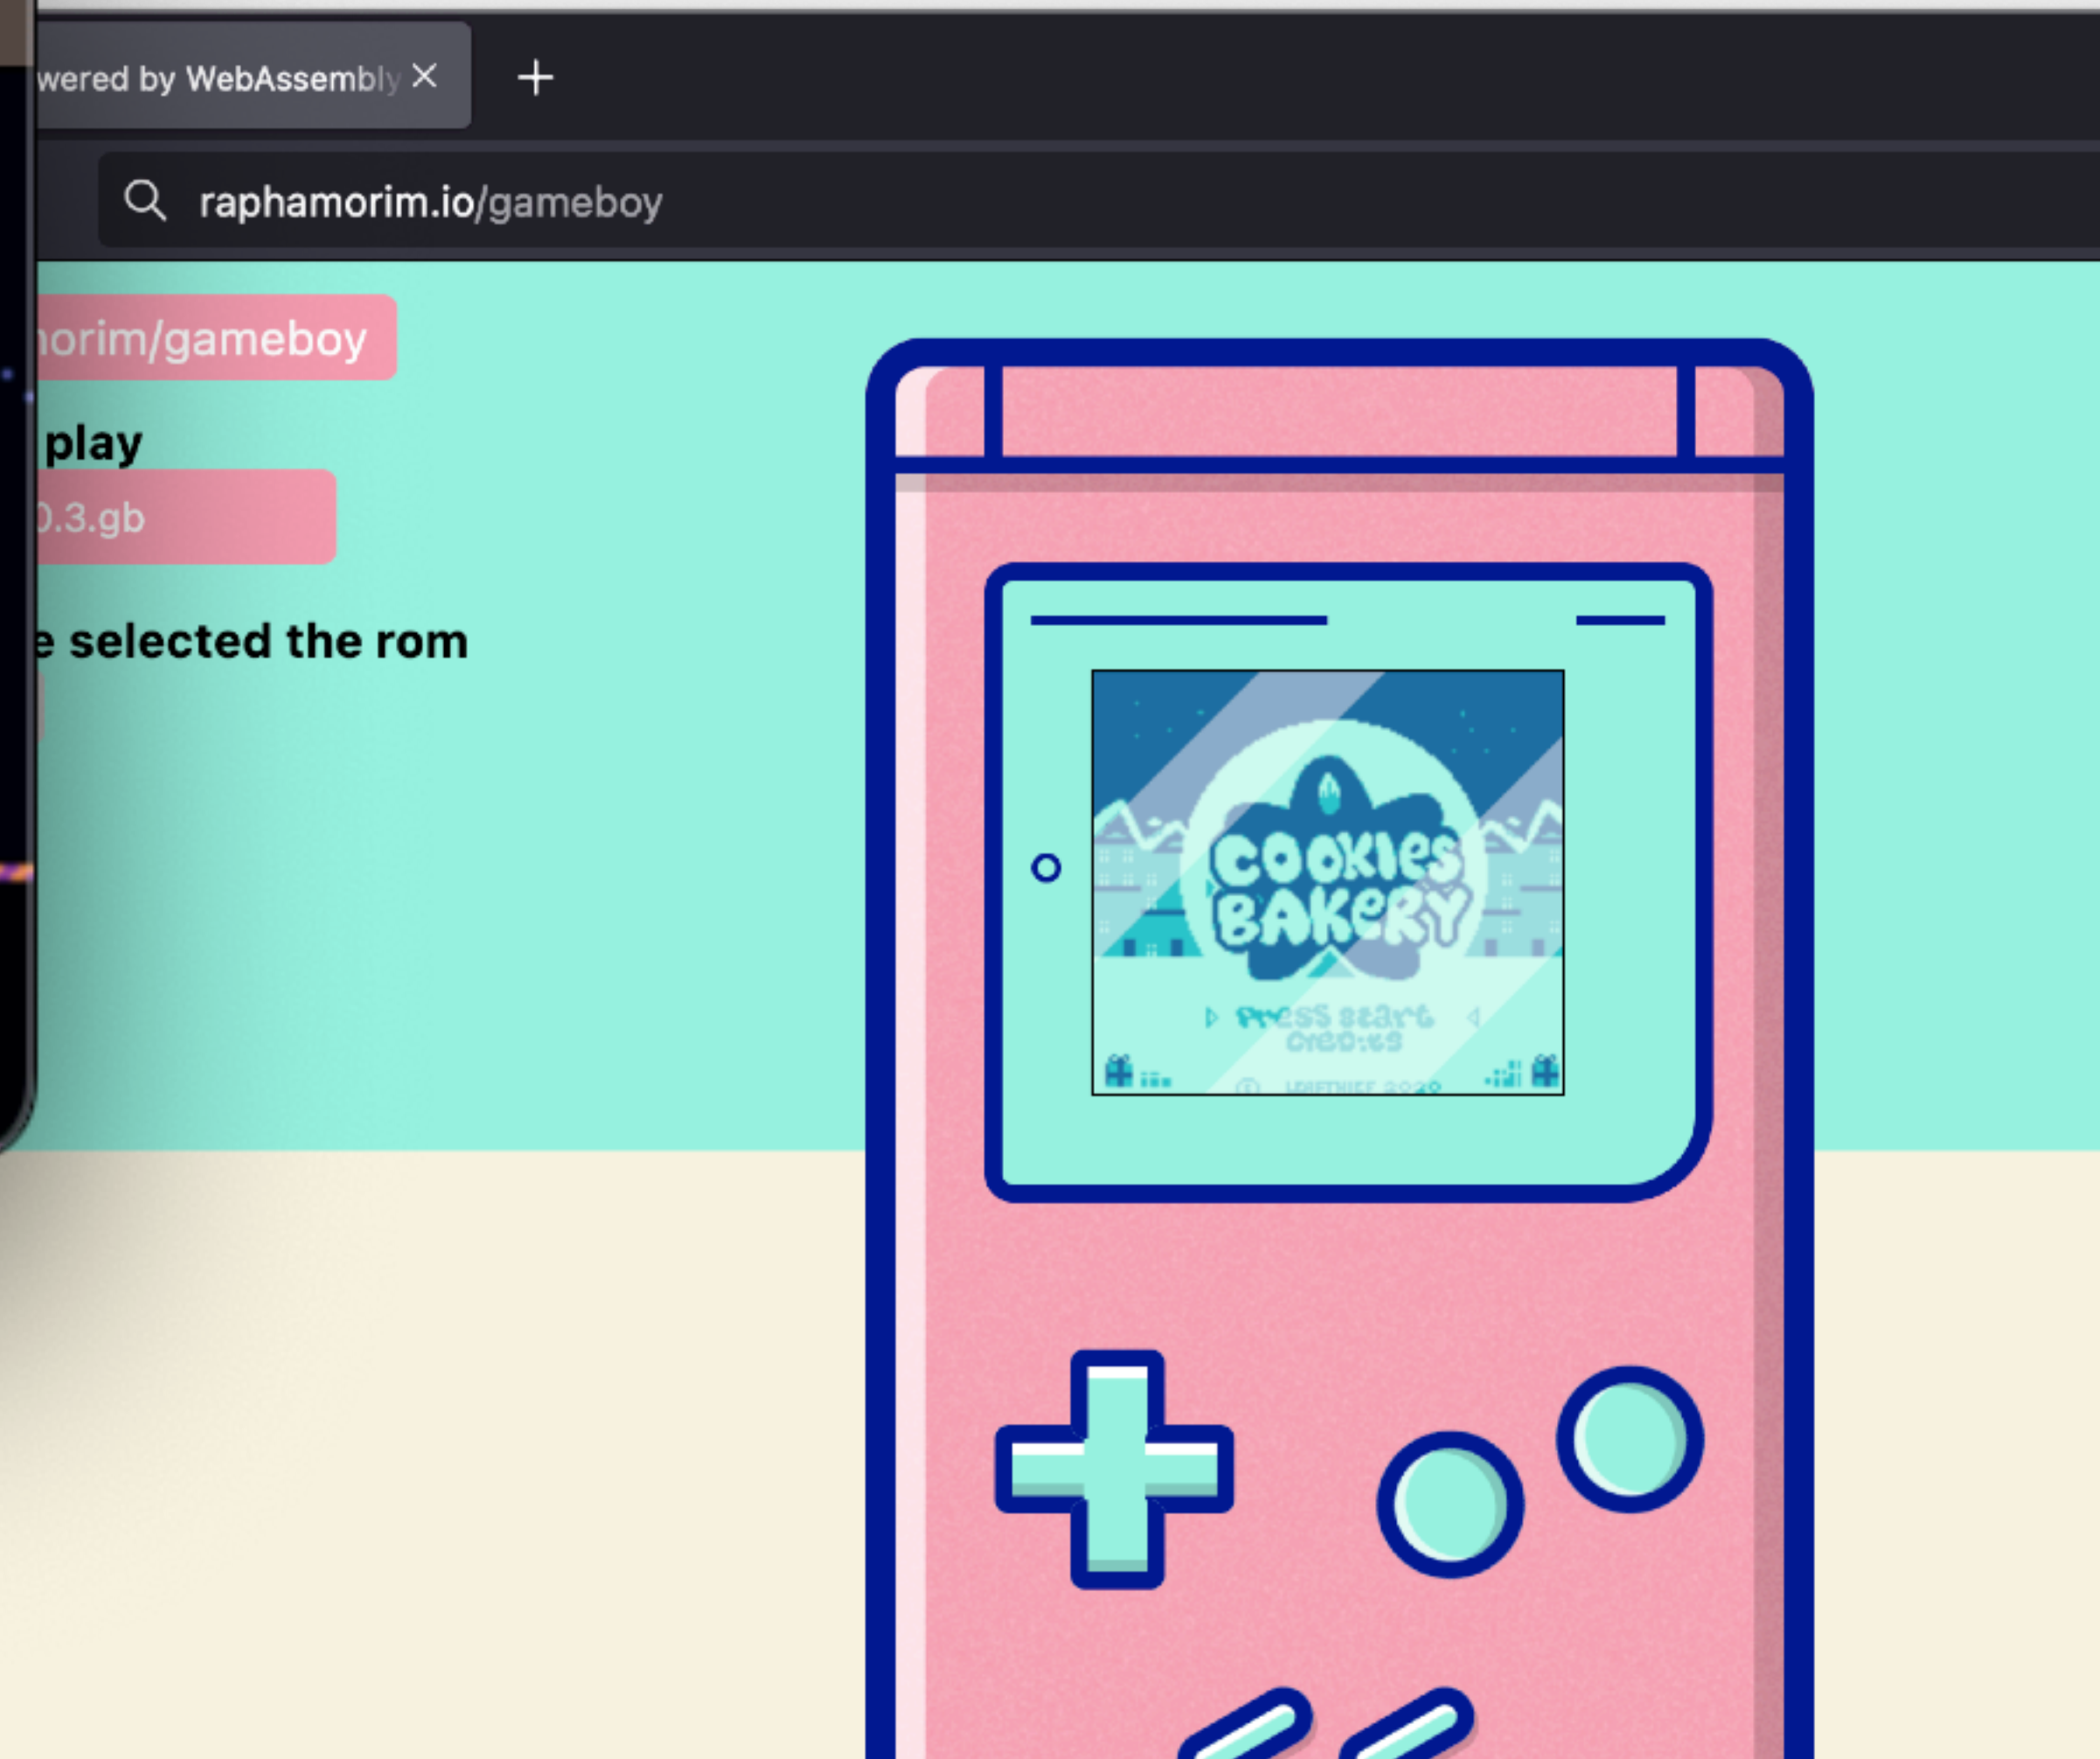 wered by WebAssembly
raphamorim.io/gameboy
orim/gameboy
play
0.3.gb
e selected the rom
COOKIES
BAKERY
Press start
credits
© 2020